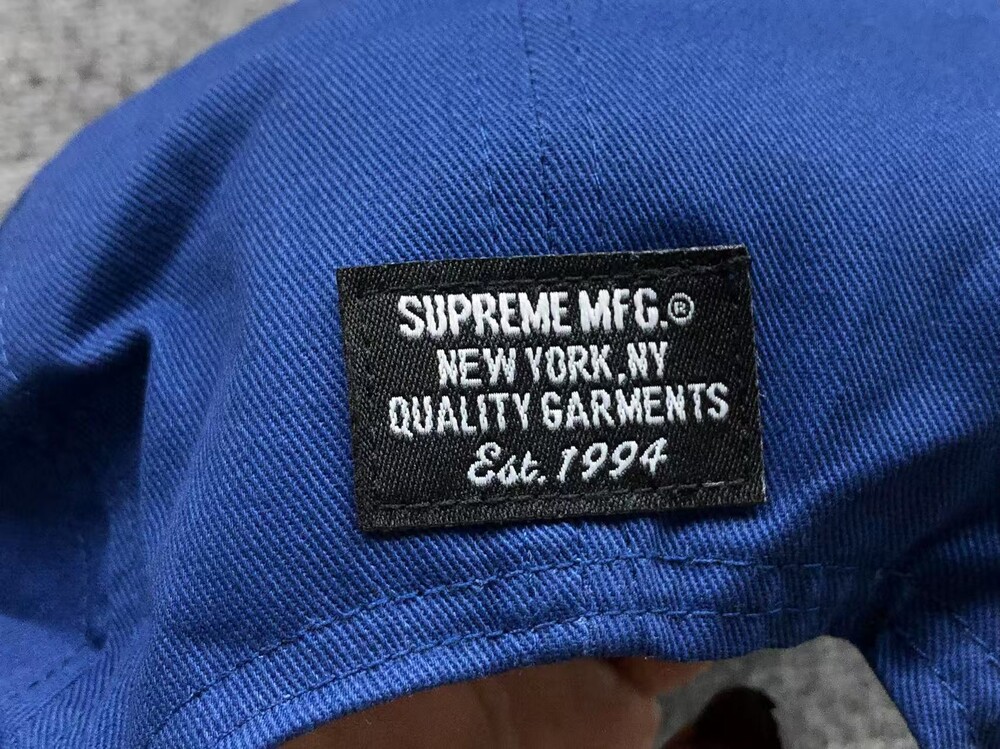 SUPREME MFG.®
NEW YORK,NY
QUALITY GARMENTS
Est. 1994